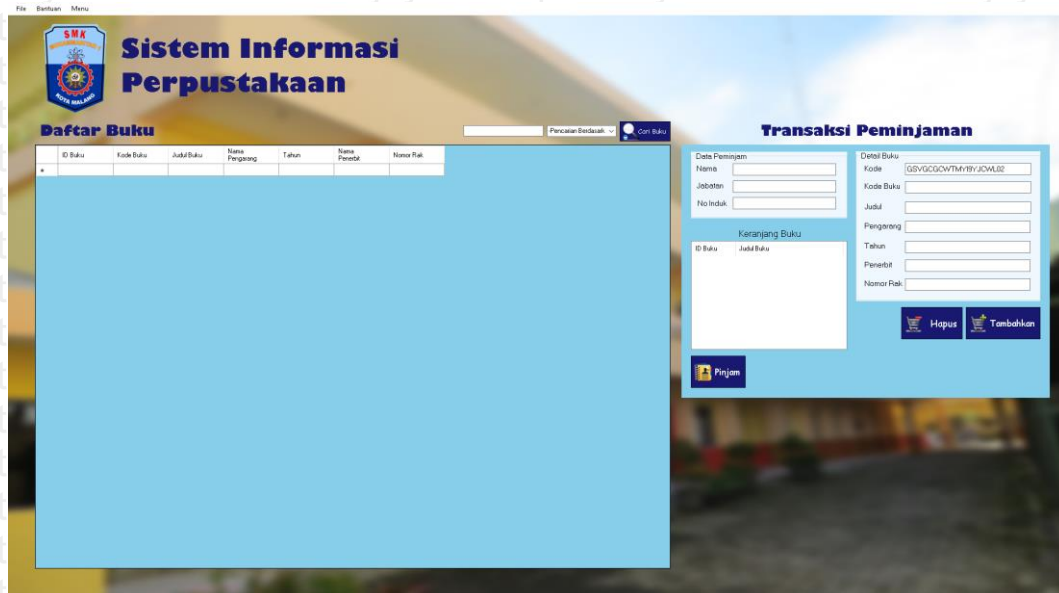 File Bantuan Menu
SMK
KOTA MALANG
Sistem Informasi
Perpustakaan
Daftar Buku
Pencarian Berdasark
Cari Buku
ID Buku Kode Buku Judul Buku Nama Pengarang Tahun Nama Penerbit Nomor Rak
Transaksi Peminjaman
Data Peminjam
Nama
Jabatan
No Induk
Keranjang Buku
ID Buku Judul Buku
Pinjam
Detail Buku
Kode GSVGCGCWTMY19YJCWL02
Kode Buku
Judul
Pengarang
Tahun
Penerbit
Nomor Rak
Hapus Tambahkan